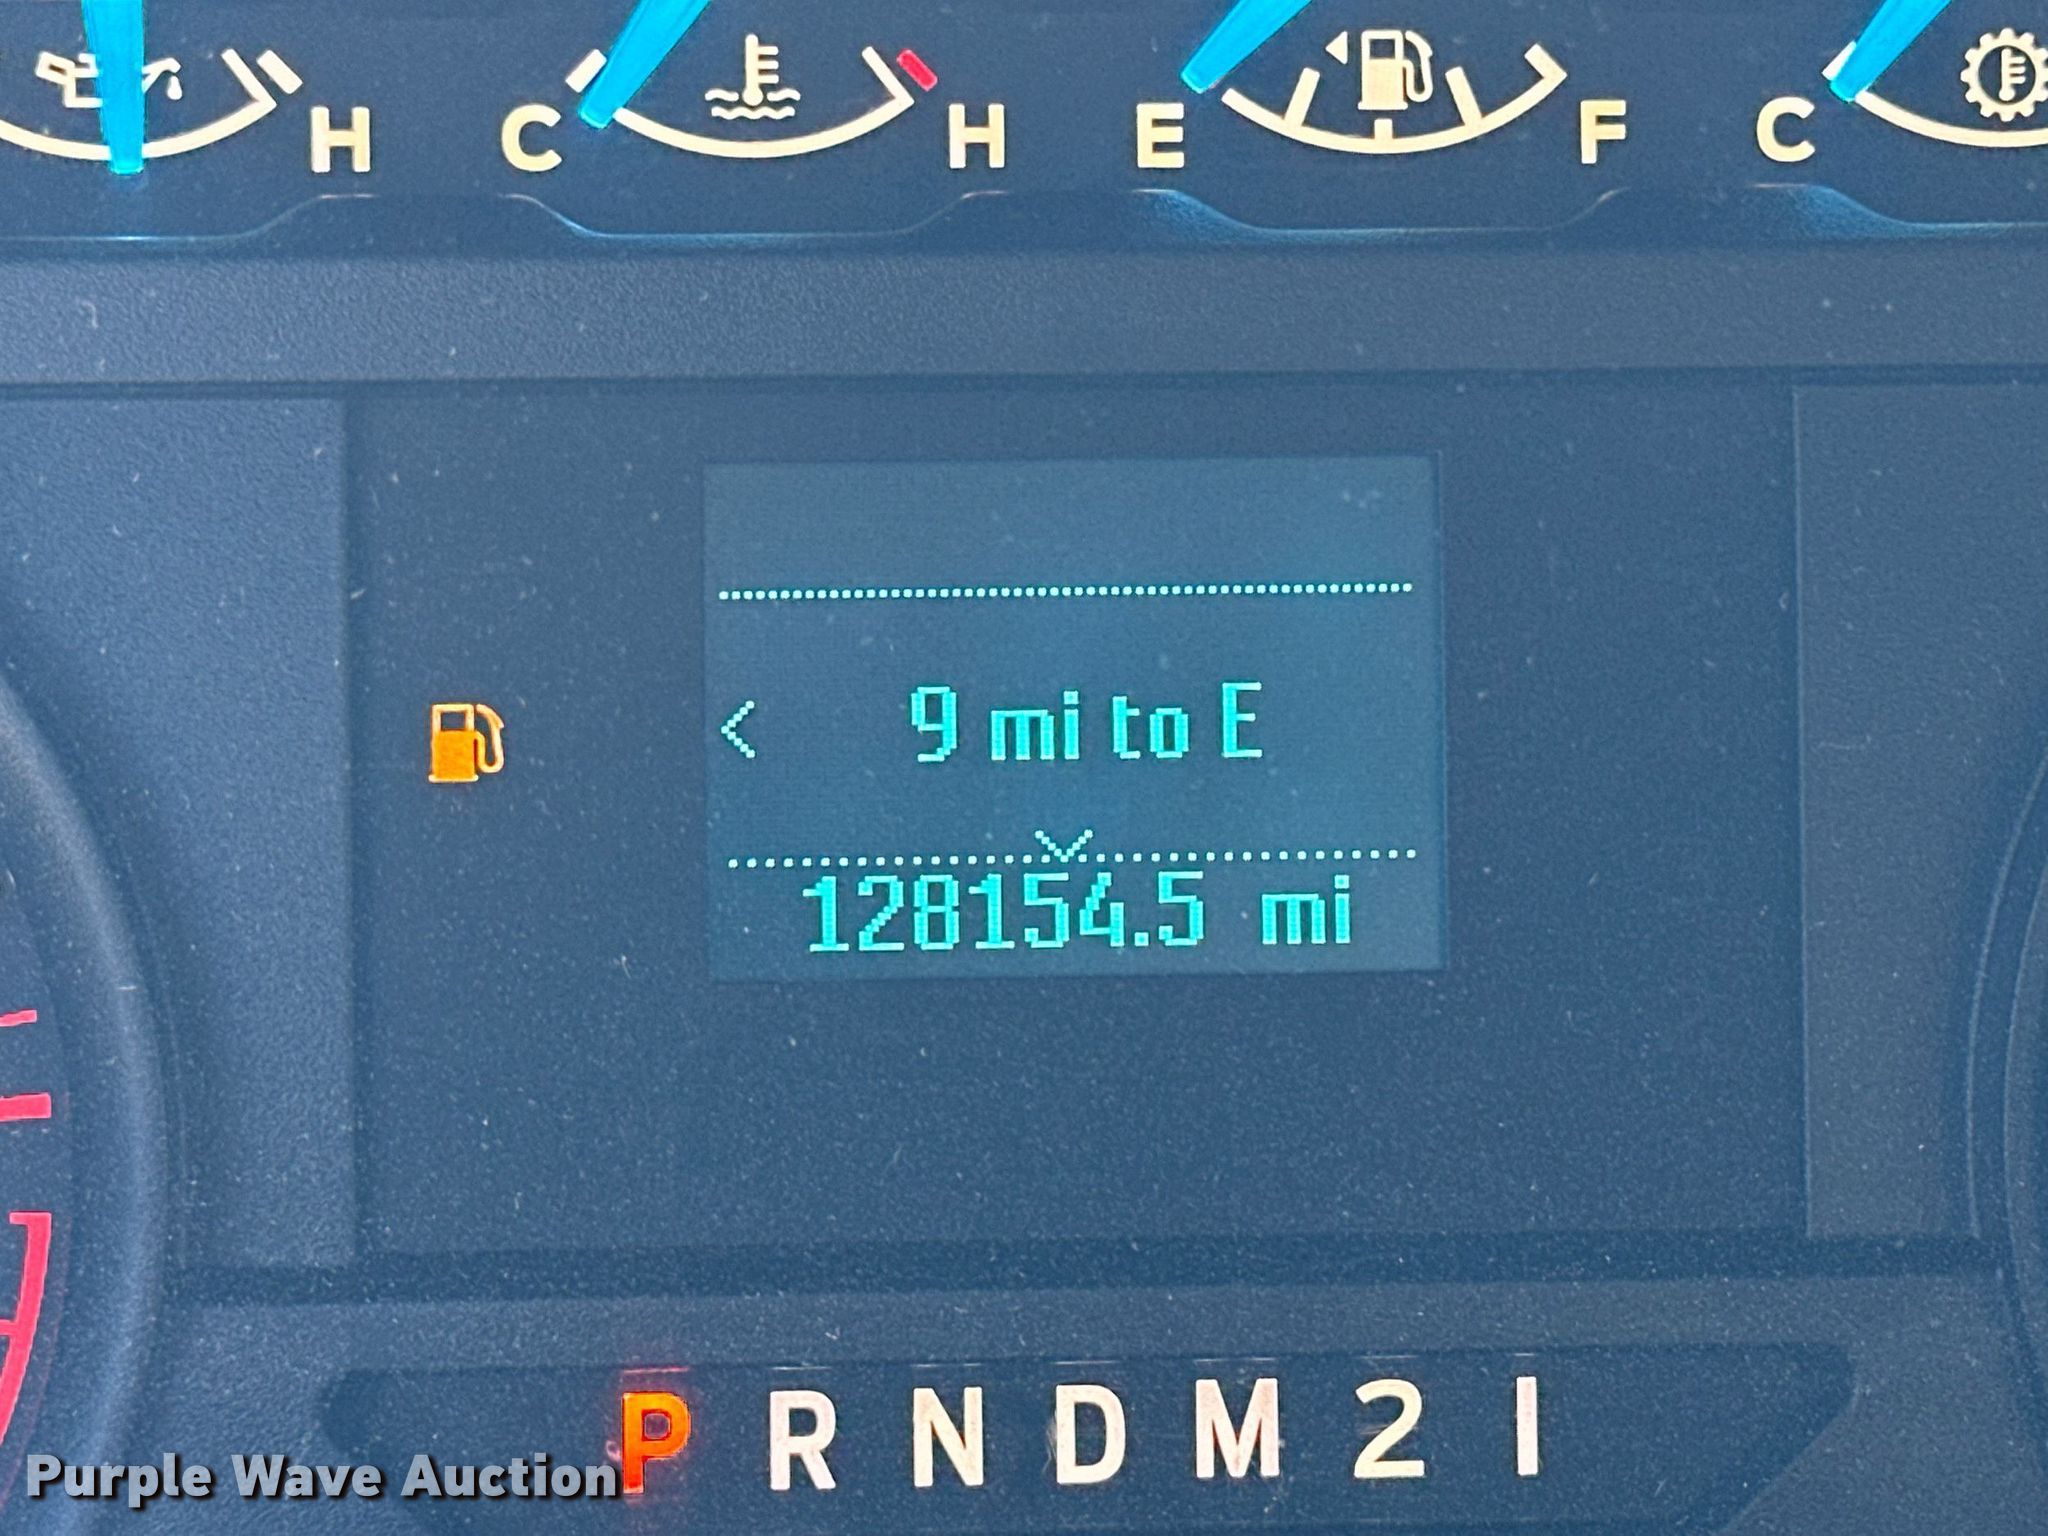 H C H E F C
< 9 mi to E
128154.5 mi
P R N D M 2 1
Purple Wave Auction